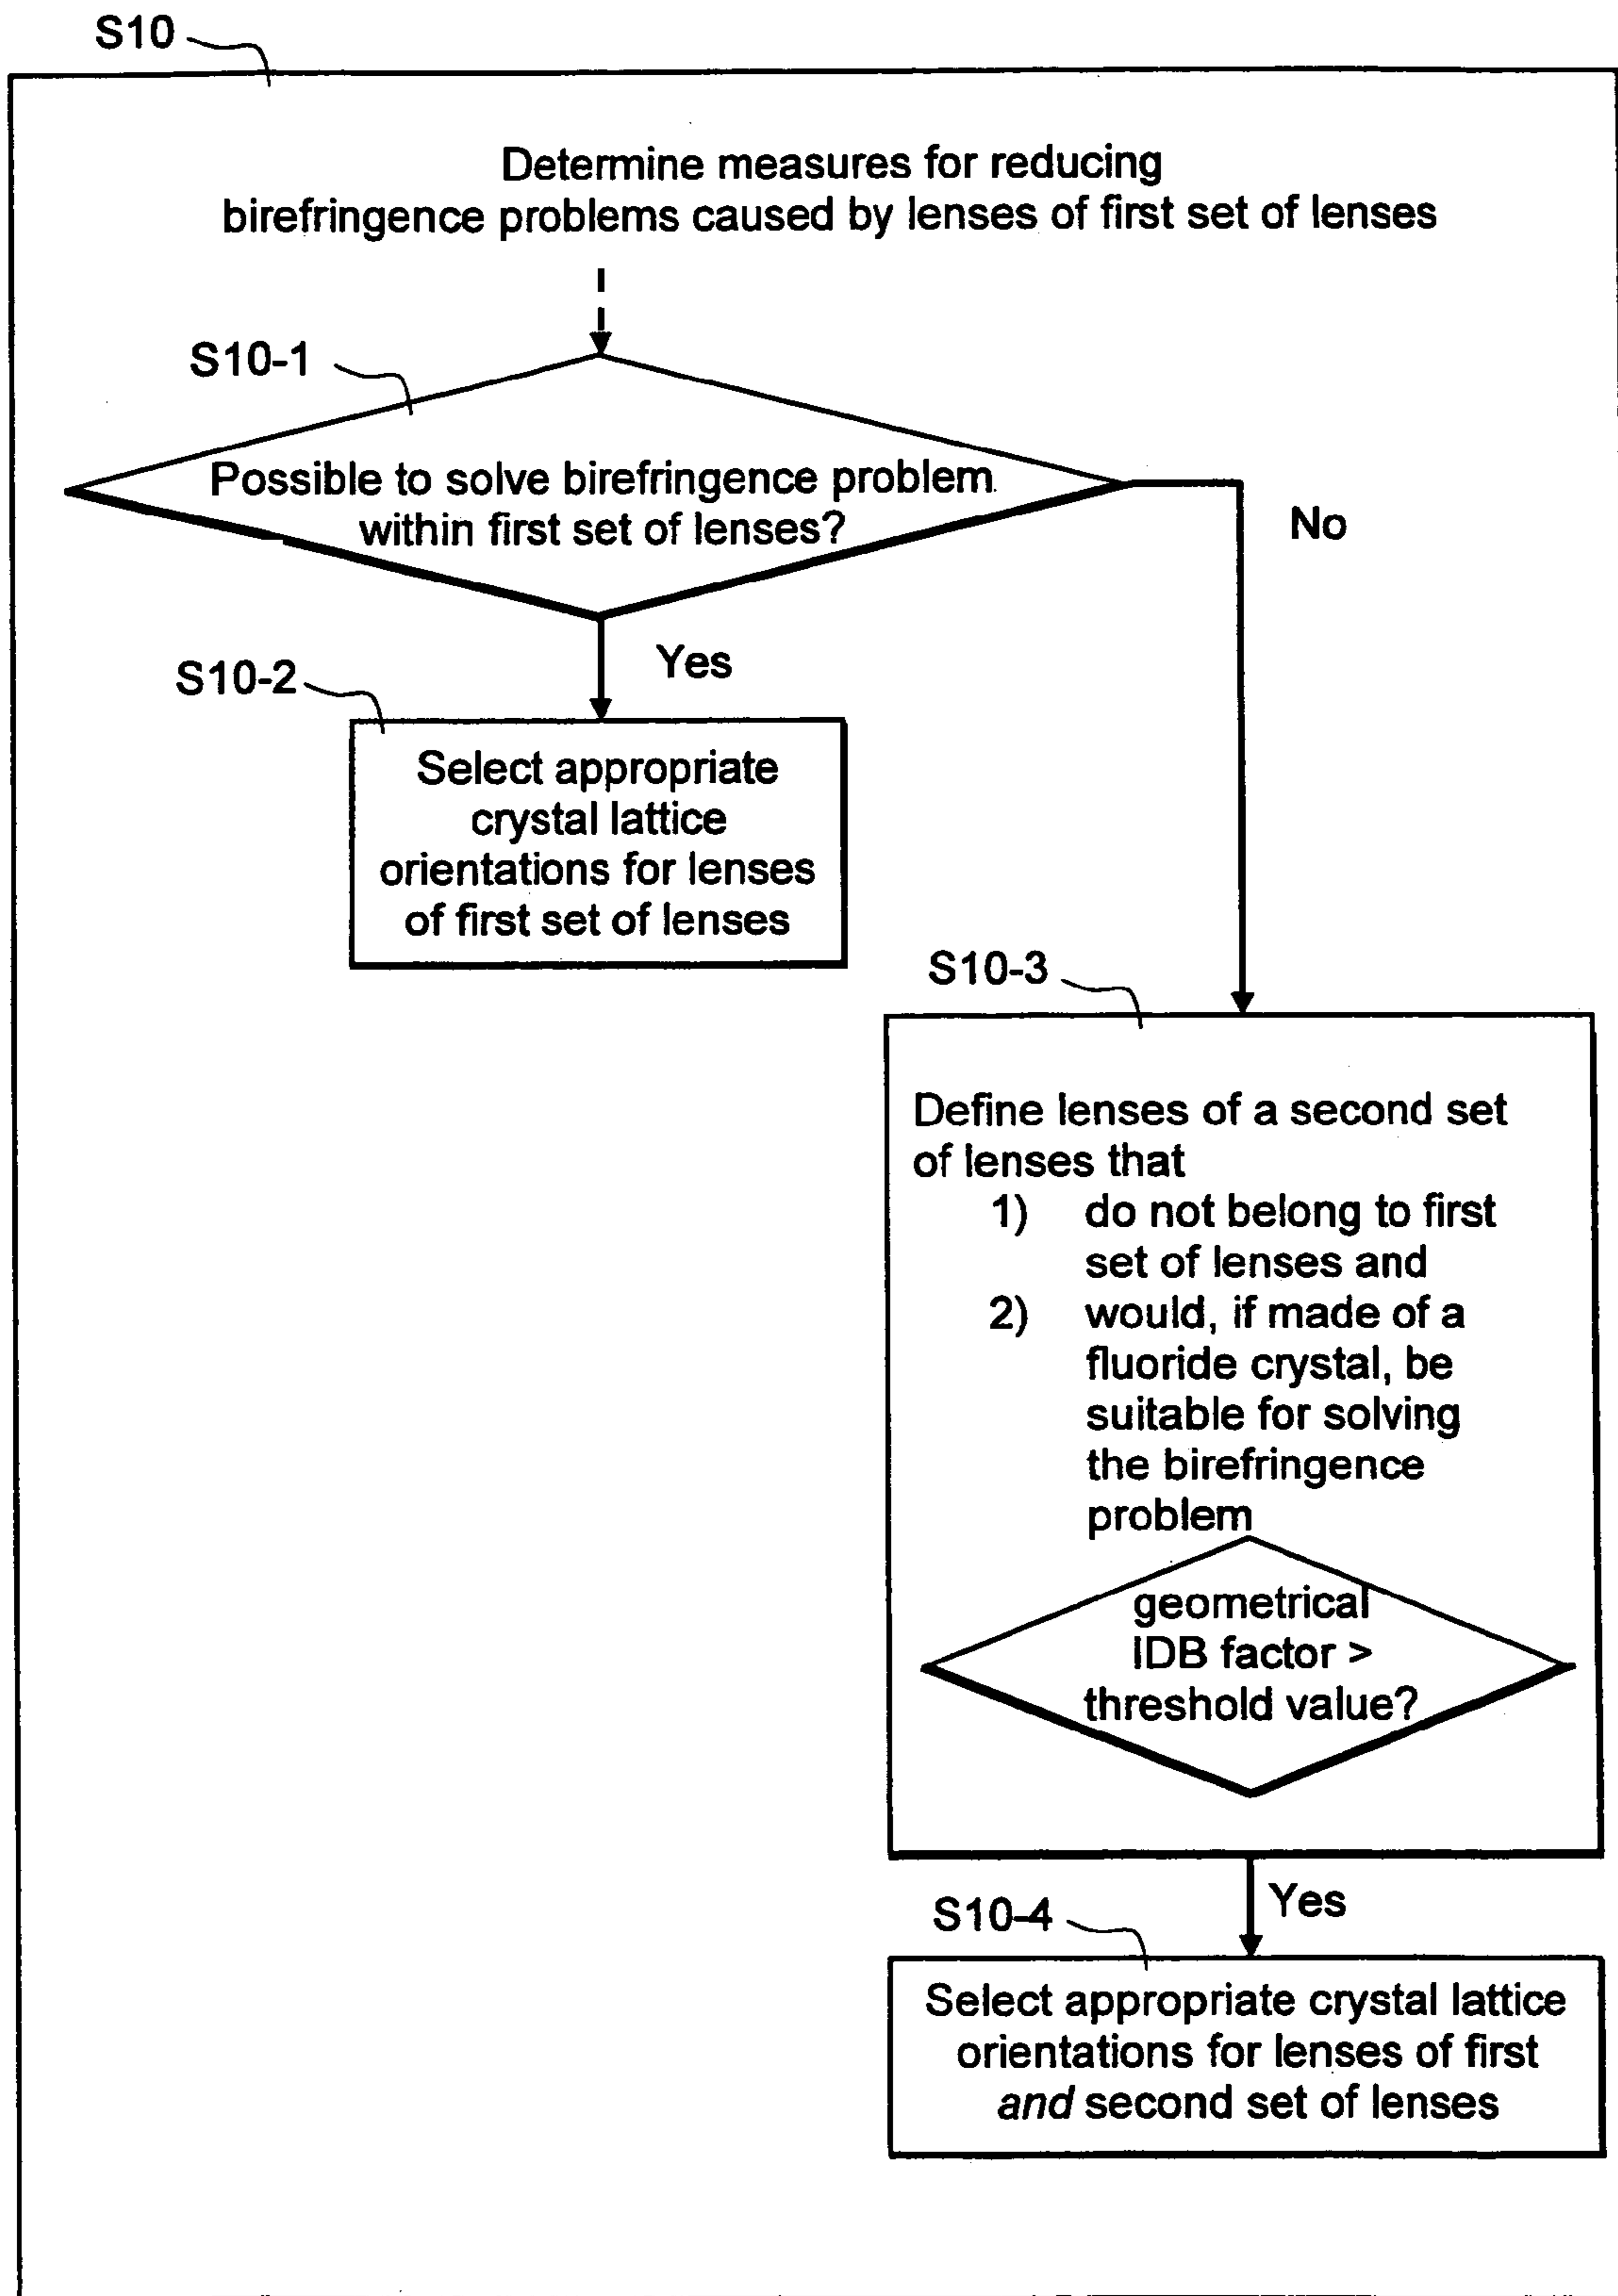 S10
Determine measures for reducing
birefringence problems caused by lenses of first set of lenses
S10-1
Possible to solve birefringence problem
within first set of lenses?
No
Yes
S10-2
Select appropriate
crystal lattice
orientations for lenses
of first set of lenses
S10-3
Define lenses of a second set
of lenses that
1) do not belong to first
set of lenses and
2) would, if made of a
fluoride crystal, be
suitable for solving
the birefringence
problem
geometrical
IDB factor >
threshold value?
Yes
S10-4
Select appropriate crystal lattice
orientations for lenses of first
and second set of lenses